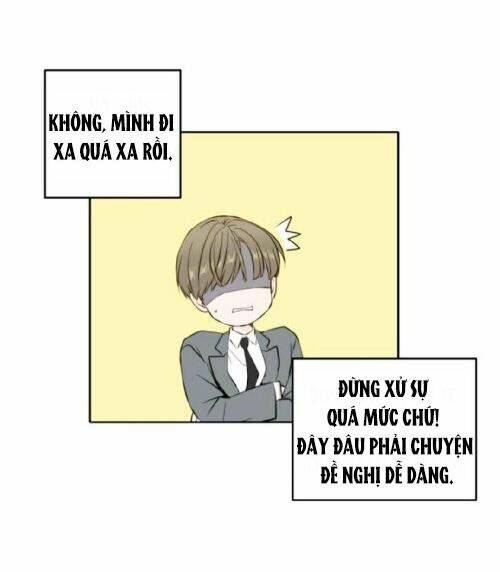 KHÔNG, MÌNH ĐI
XA QUÁ XA RỒI.
ĐỪNG XỬ SỰ
QUÁ MỨC CHỨ!
ĐÂY ĐÂU PHẢI CHUYỆN
ĐỀ NGHỊ DỄ DÀNG.